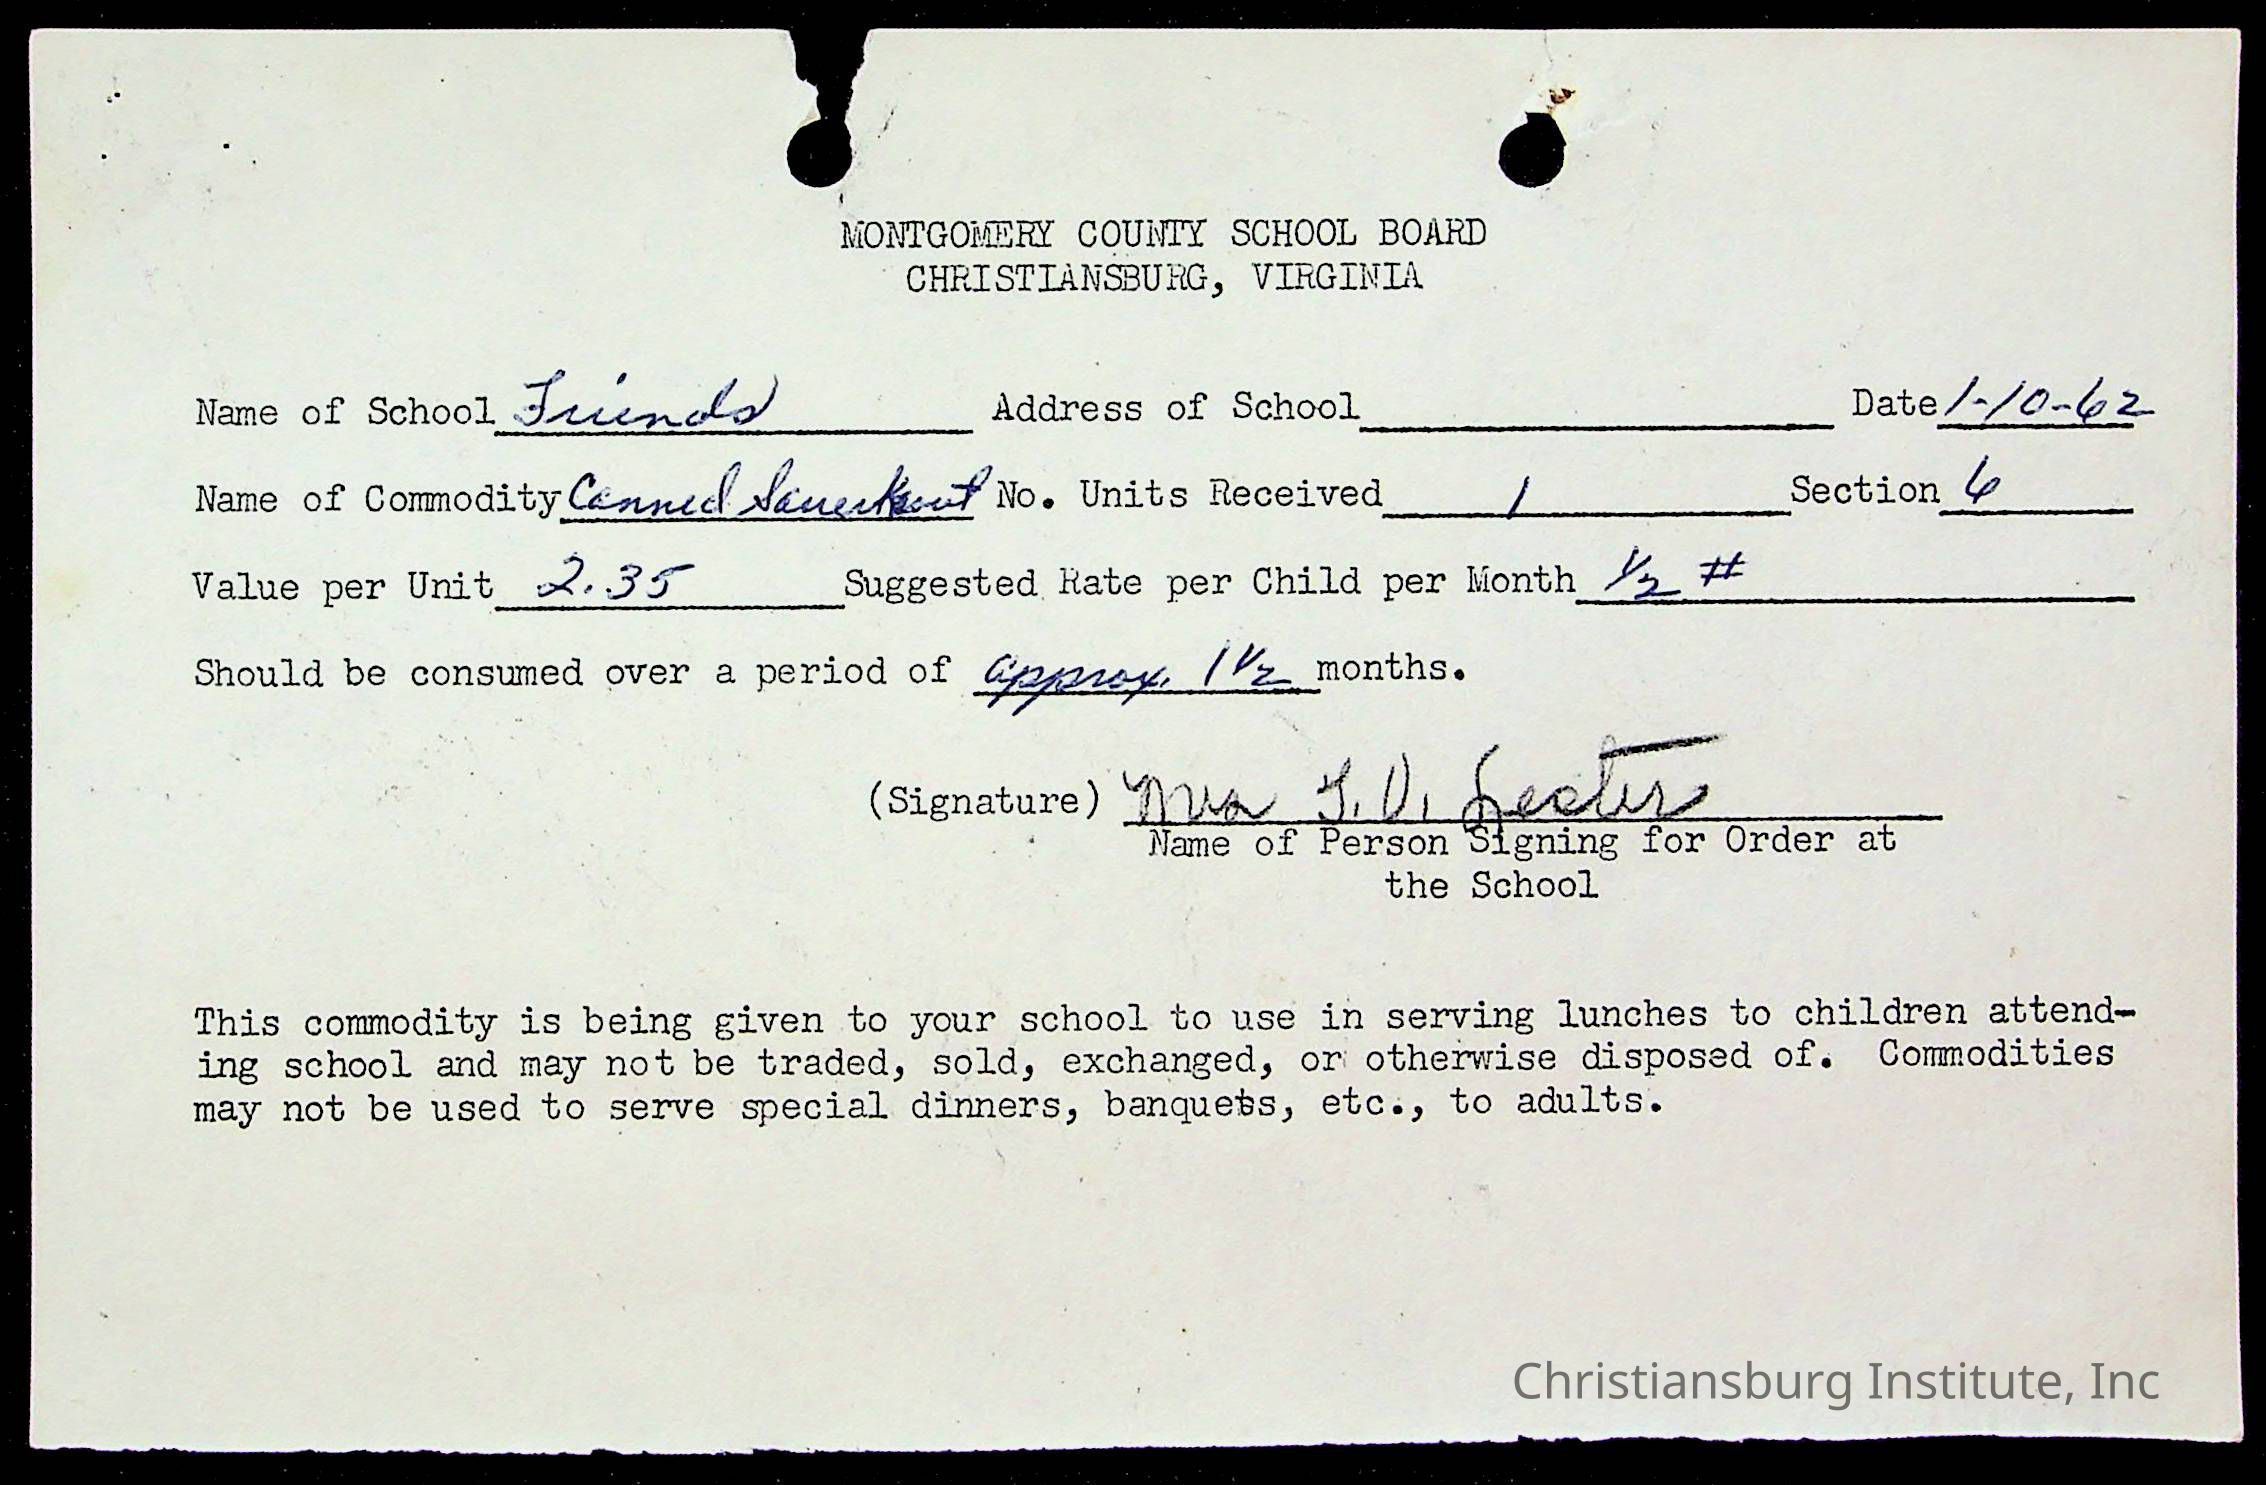 MONTGOMERY COUNTY SCHOOL BOARD
CHRISTIANSBURG, VIRGINIA
Name of School Friends Address of School Date 1-10-62
Name of Commodity Canned Sauerkraut No. Units Received 1 Section 6
Value per Unit 2.35 Suggested Rate per Child per Month 1/2 #
Should be consumed over a period of approx. 1 1/2 months.
(Signature) Mrs T. V. Lester
Name of Person Signing for Order at
the School
This commodity is being given to your school to use in serving lunches to children attend-
ing school and may not be traded, sold, exchanged, or otherwise disposed of. Commodities
may not be used to serve special dinners, banquets, etc., to adults.
Christiansburg Institute, Inc